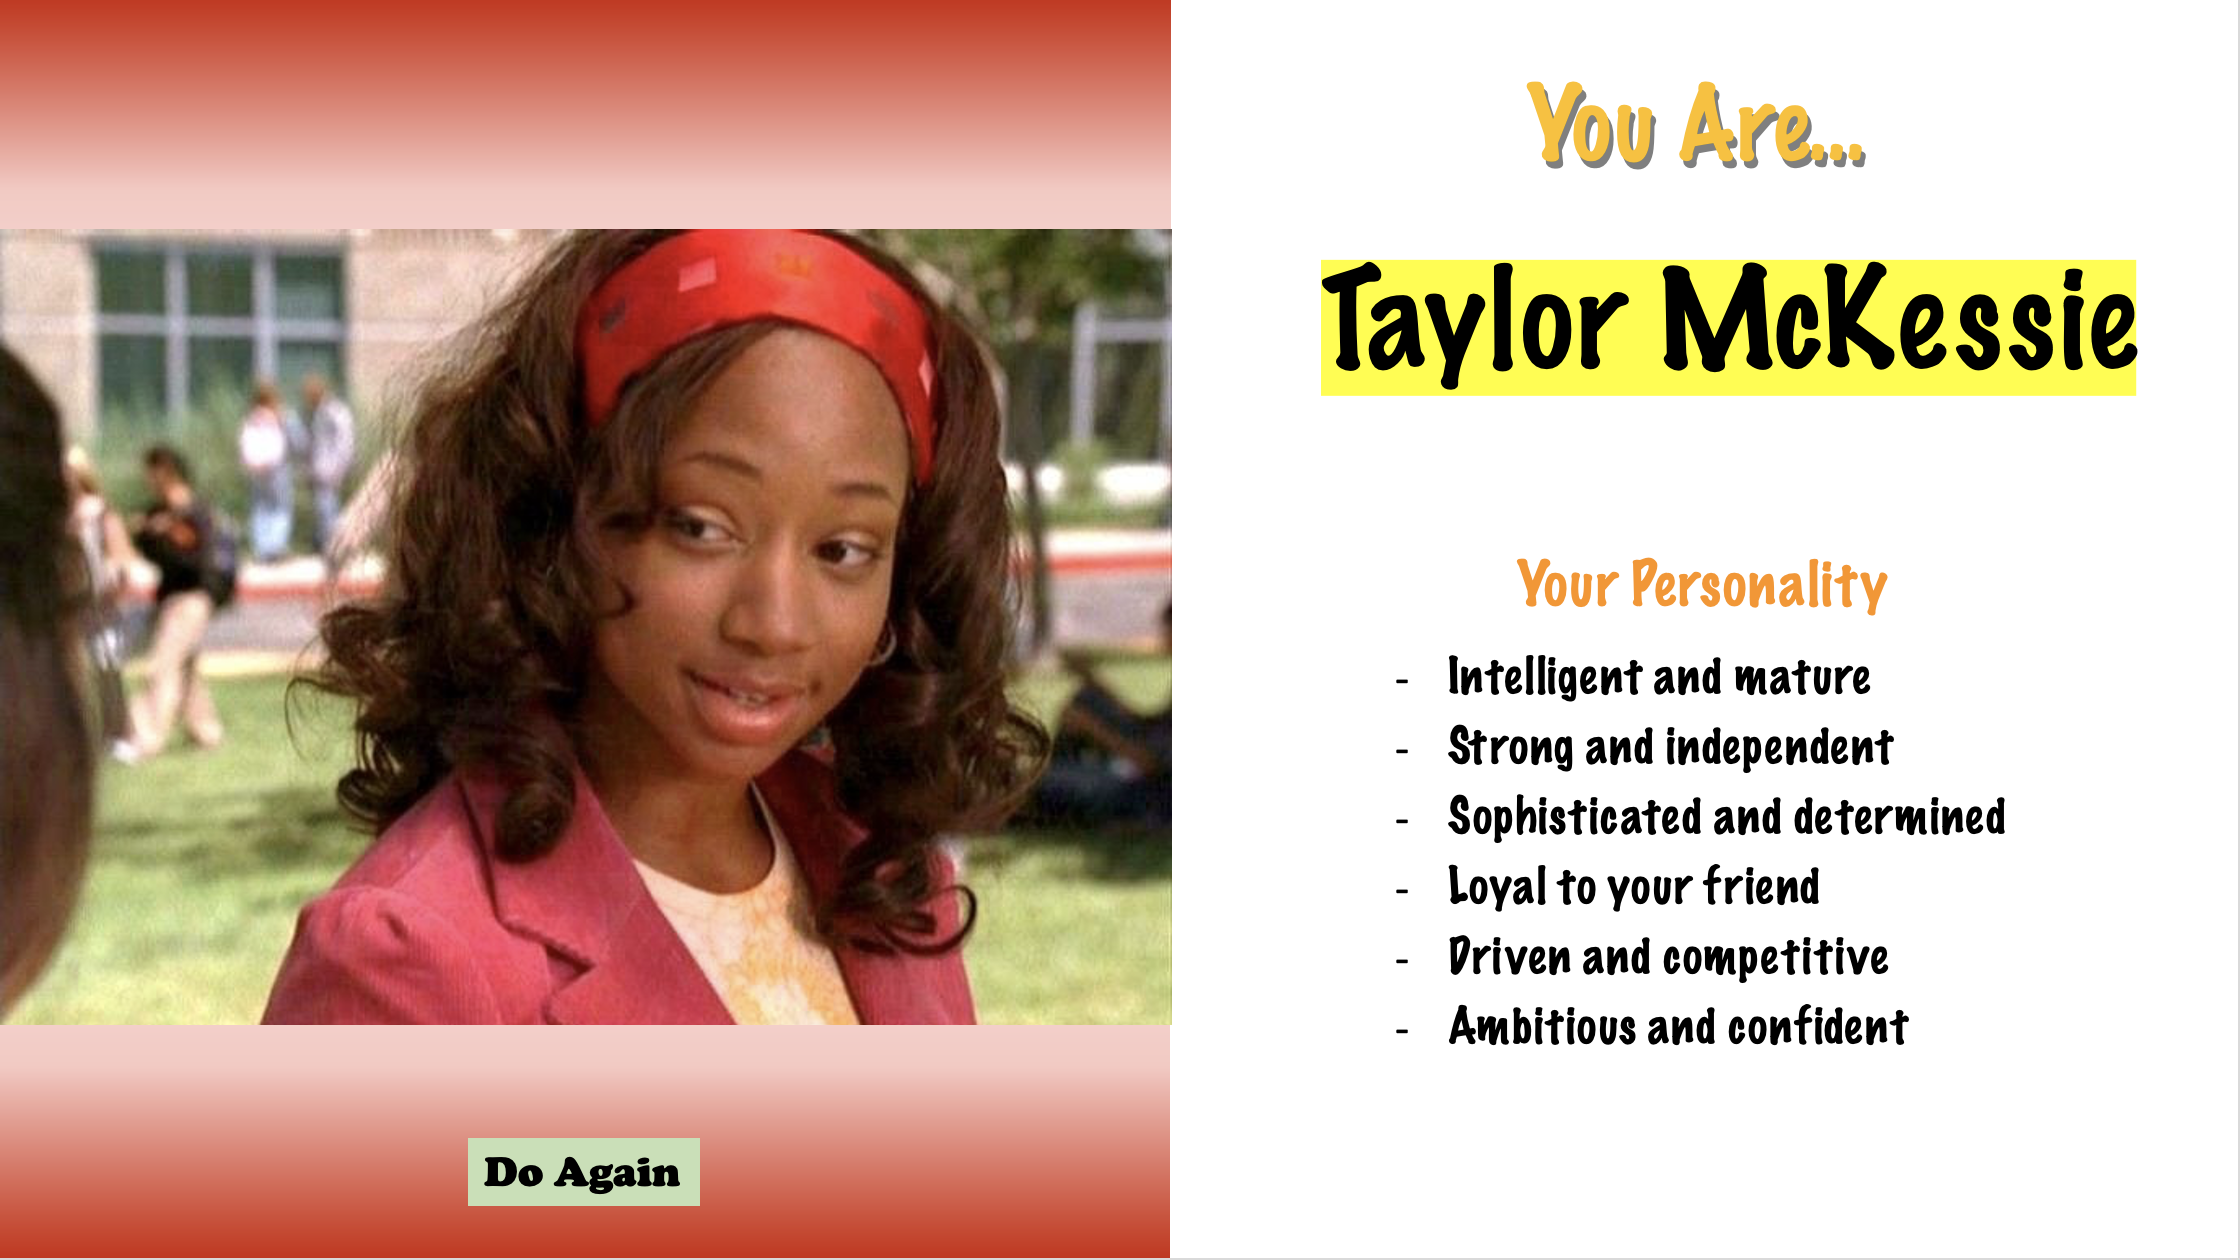 You Are...
Taylor McKessie
Your Personality
- Intelligent and mature
- Strong and independent
- Sophisticated and determined
- Loyal to your friend
- Driven and competitive
- Ambitious and confident
Do Again